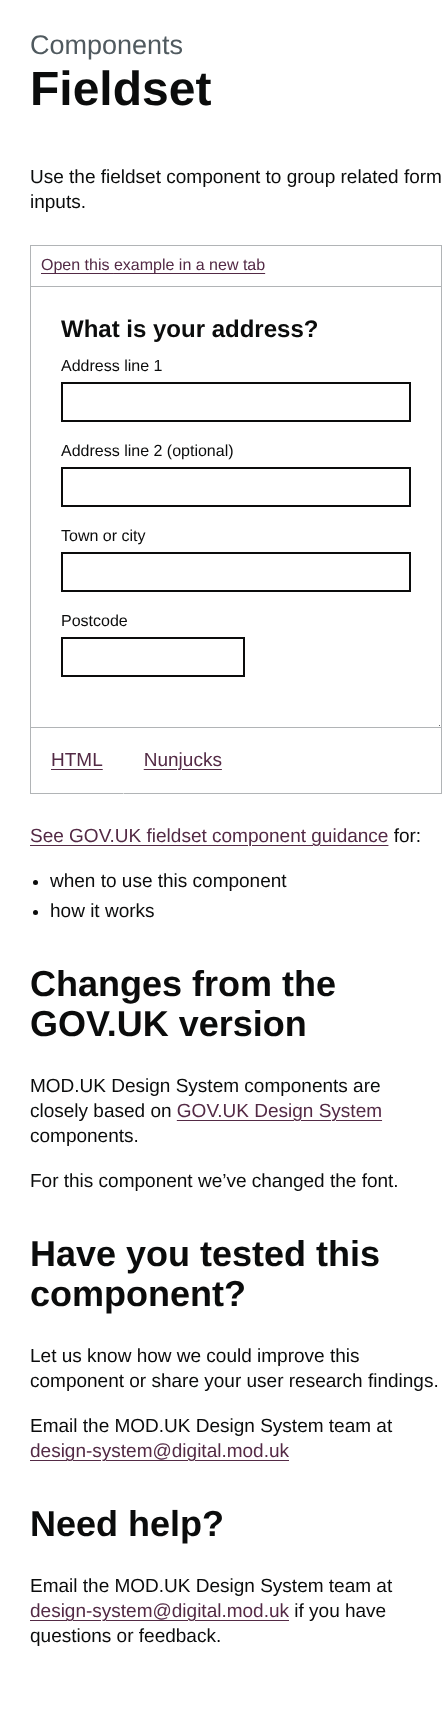 Components
Fieldset
Use the fieldset component to group related form
inputs.
Open this example in a new tab
What is your address?
Address line 1
Address line 2 (optional)
Town or city
Postcode
HTML Nunjucks
See GOV.UK fieldset component guidance for:
• when to use this component
• how it works
Changes from the
GOV.UK version
MOD.UK Design System components are
closely based on GOV.UK Design System
components.
For this component we’ve changed the font.
Have you tested this
component?
Let us know how we could improve this
component or share your user research findings.
Email the MOD.UK Design System team at
design-system@digital.mod.uk
Need help?
Email the MOD.UK Design System team at
design-system@digital.mod.uk if you have
questions or feedback.